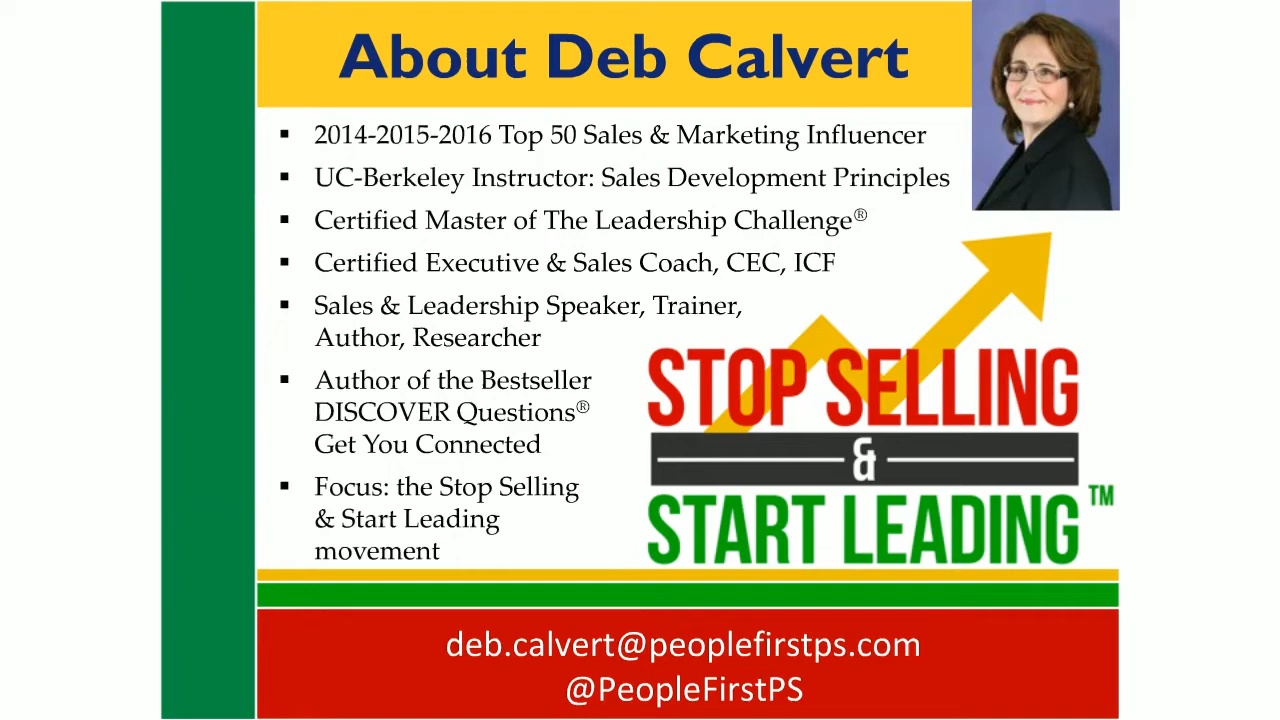 About Deb Calvert
▪ 2014-2015-2016 Top 50 Sales & Marketing Influencer
▪ UC-Berkeley Instructor: Sales Development Principles
▪ Certified Master of The Leadership Challenge®
▪ Certified Executive & Sales Coach, CEC, ICF
▪ Sales & Leadership Speaker, Trainer,
Author, Researcher
▪ Author of the Bestseller
DISCOVER Questions®
Get You Connected
▪ Focus: the Stop Selling
& Start Leading
movement
STOP SELLING
&
START LEADING™
deb.calvert@peoplefirstps.com
@PeopleFirstPS